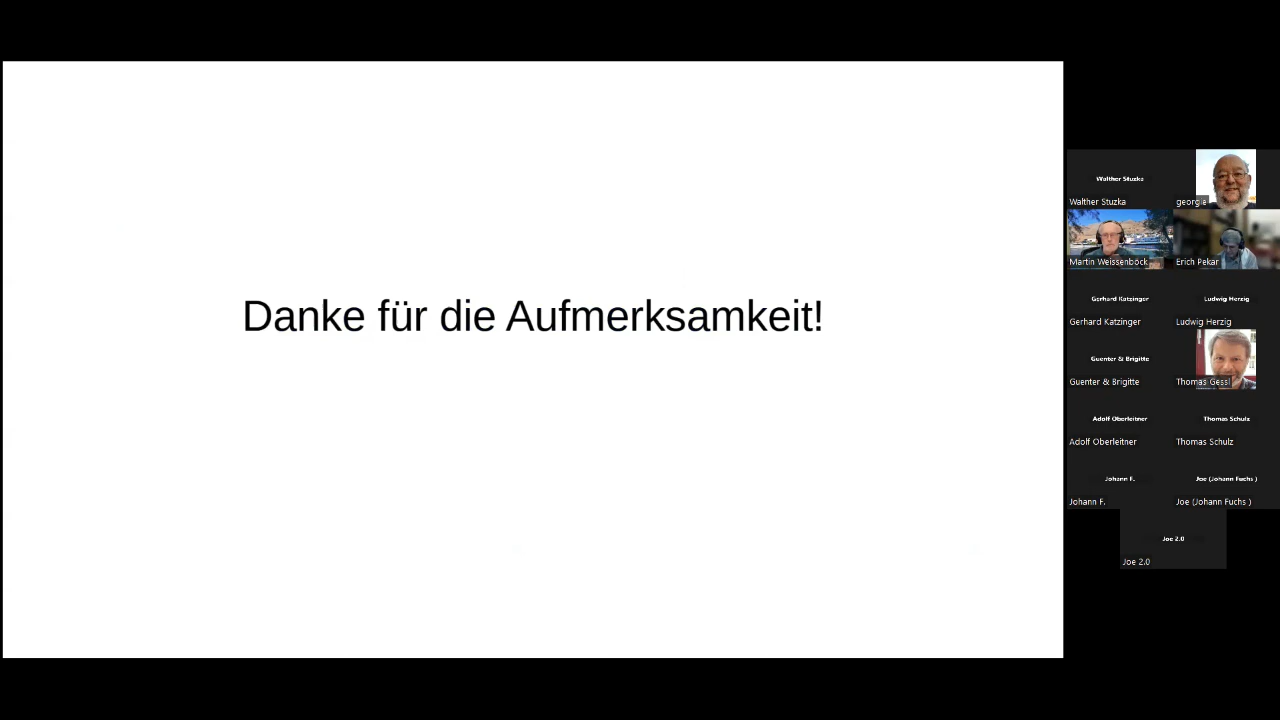 Danke für die Aufmerksamkeit!
Walther Stuzka
Walther Stuzka
georgie
Martin Weissenböck
Erich Pekar
Gerhard Katzinger
Ludwig Herzig
Gerhard Katzinger
Ludwig Herzig
Guenter & Brigitte
Guenter & Brigitte
Thomas Gessl
Adolf Oberleitner
Thomas Schulz
Adolf Oberleitner
Thomas Schulz
Johann F.
Joe (Johann Fuchs )
Johann F.
Joe (Johann Fuchs )
Joe 2.0
Joe 2.0